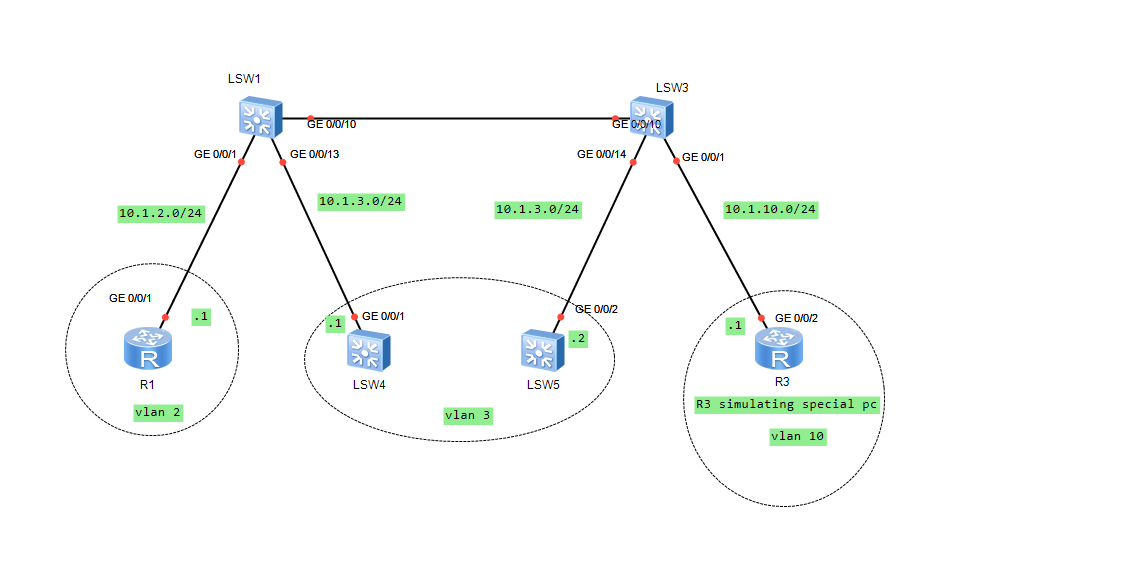 LSW1
LSW3
GE 0/0/10
GE 0/0/10
GE 0/0/1
GE 0/0/13
GE 0/0/14
GE 0/0/1
10.1.2.0/24
10.1.3.0/24
10.1.3.0/24
10.1.10.0/24
GE 0/0/1
.1
R1
vlan 2
.1
GE 0/0/1
LSW4
GE 0/0/2
.2
LSW5
vlan 3
.1
GE 0/0/2
R3
R3 simulating special pc
vlan 10